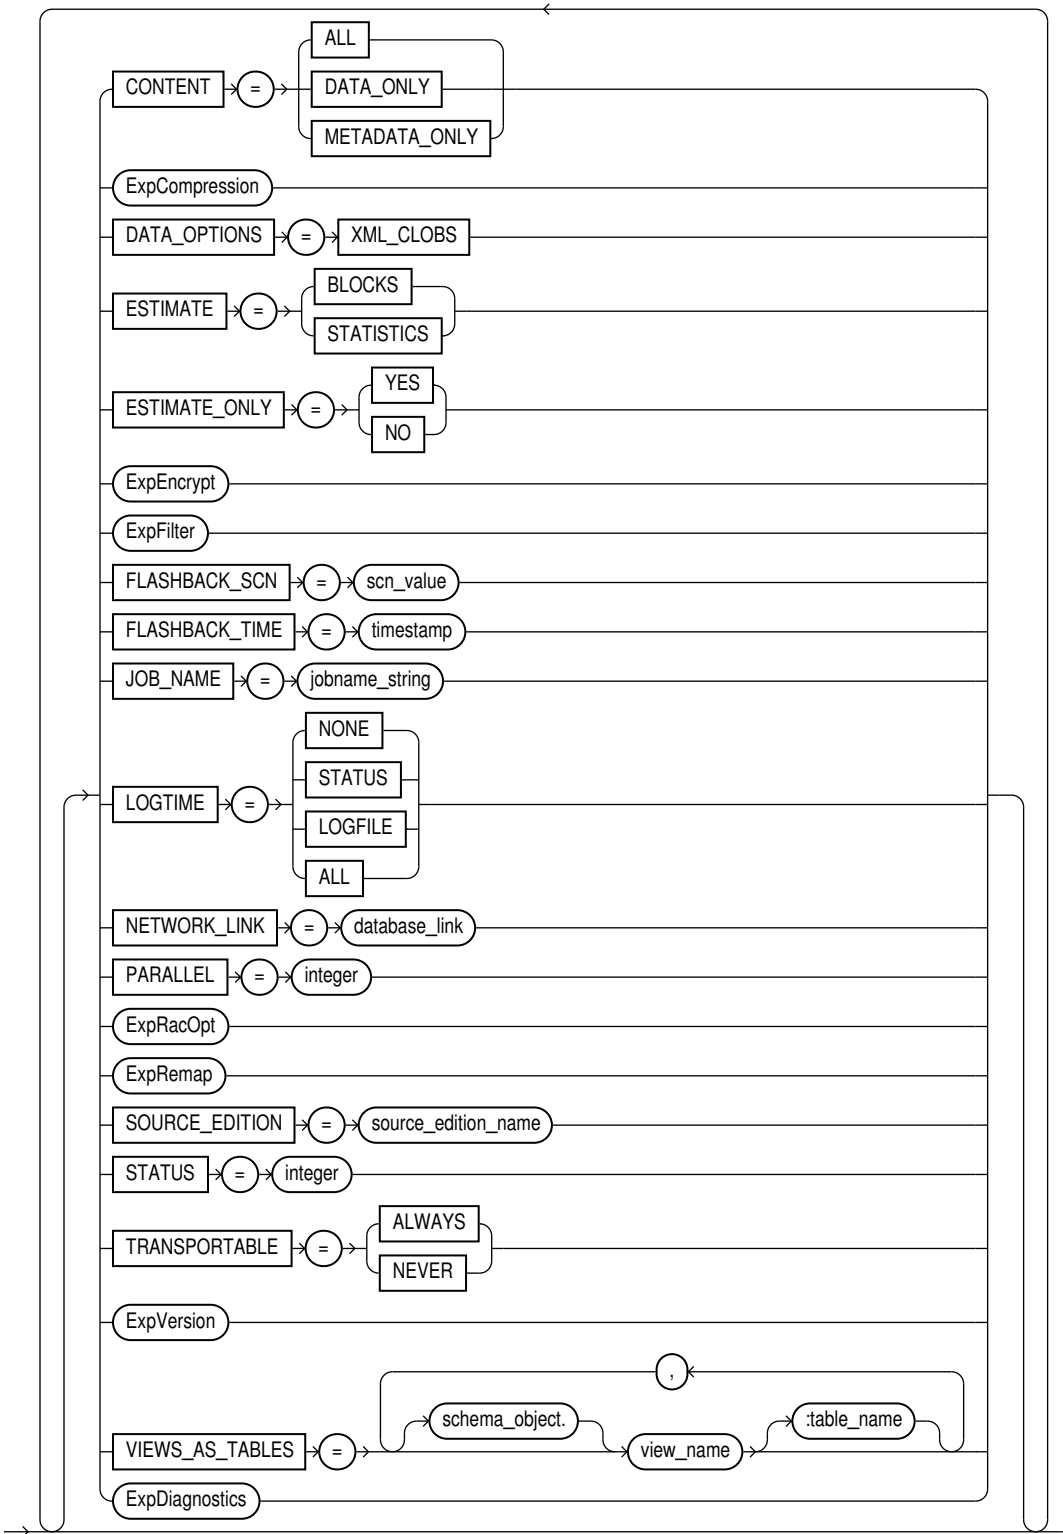 ALL
CONTENT = DATA_ONLY
METADATA_ONLY
ExpCompression
DATA_OPTIONS = XML_CLOBS
BLOCKS
ESTIMATE =
STATISTICS
YES
ESTIMATE_ONLY =
NO
ExpEncrypt
ExpFilter
FLASHBACK_SCN = scn_value
FLASHBACK_TIME = timestamp
JOB_NAME = jobname_string
NONE
STATUS
LOGTIME =
LOGFILE
ALL
NETWORK_LINK = database_link
PARALLEL = integer
ExpRacOpt
ExpRemap
SOURCE_EDITION = source_edition_name
STATUS = integer
ALWAYS
TRANSPORTABLE =
NEVER
ExpVersion
,
schema_object. :table_name
VIEWS_AS_TABLES = view_name
ExpDiagnostics